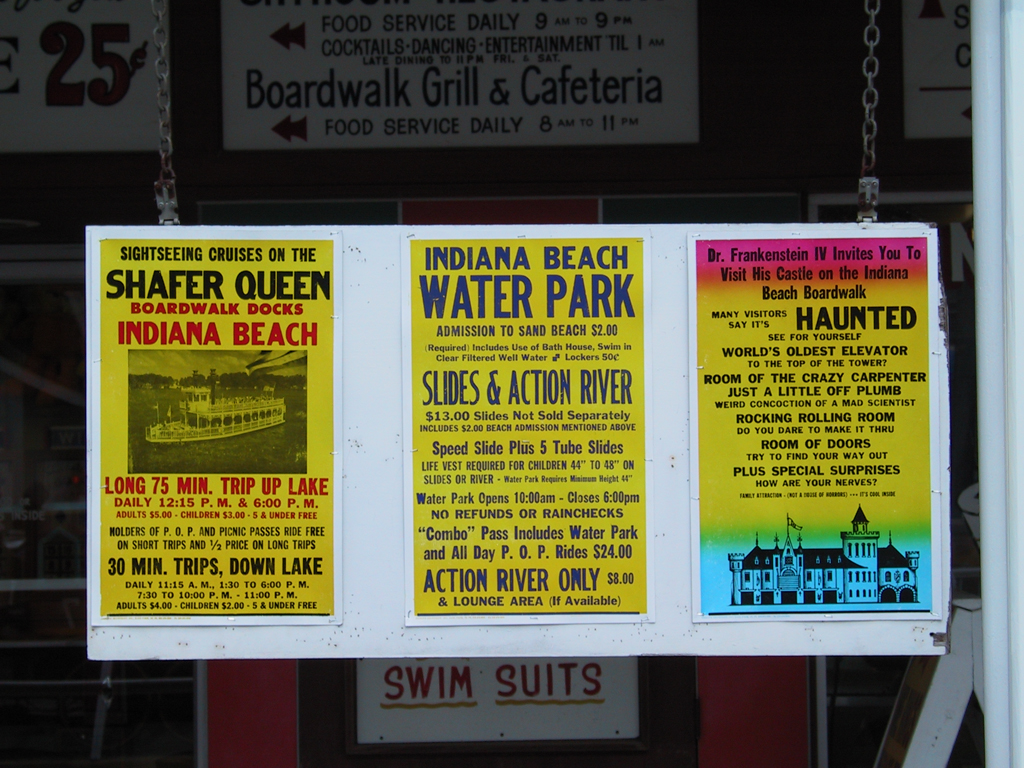 25¢
FOOD SERVICE DAILY 9 AM TO 9 PM
COCKTAILS-DANCING-ENTERTAINMENT TIL 1 AM
LATE DINING TO 11 PM FRI. & SAT.
Boardwalk Grill & Cafeteria
FOOD SERVICE DAILY 8 AM TO 11 PM
SIGHTSEEING CRUISES ON THE
SHAFER QUEEN
BOARDWALK DOCKS
INDIANA BEACH
LONG 75 MIN. TRIP UP LAKE
DAILY 12:15 P. M. & 6:00 P. M.
ADULTS $5.00 - CHILDREN $3.00 - 5 & UNDER FREE
HOLDERS OF P. O. P. AND PICNIC PASSES RIDE FREE
ON SHORT TRIPS AND ½ PRICE ON LONG TRIPS
30 MIN. TRIPS, DOWN LAKE
DAILY 11:15 A. M., 1:30 TO 6:00 P. M.
7:30 TO 10:00 P. M. - 11:00 P. M.
ADULTS $4.00 - CHILDREN $2.00 - 5 & UNDER FREE
INDIANA BEACH
WATER PARK
ADMISSION TO SAND BEACH $2.00
(Required) Includes Use of Bath House, Swim in
Clear Filtered Well Water Lockers 50¢
SLIDES & ACTION RIVER
$13.00 Slides Not Sold Separately
INCLUDES $2.00 BEACH ADMISSION MENTIONED ABOVE
Speed Slide Plus 5 Tube Slides
LIFE VEST REQUIRED FOR CHILDREN 44" TO 48" ON
SLIDES OR RIVER - Water Park Requires Minimum Height 44"
Water Park Opens 10:00am - Closes 6:00pm
NO REFUNDS OR RAINCHECKS
"Combo" Pass Includes Water Park
and All Day P. O. P. Rides $24.00
ACTION RIVER ONLY $8.00
& LOUNGE AREA (If Available)
Dr. Frankenstein IV Invites You To
Visit His Castle on the Indiana
Beach Boardwalk
MANY VISITORS
SAY IT'S HAUNTED
SEE FOR YOURSELF
WORLD'S OLDEST ELEVATOR
TO THE TOP OF THE TOWER?
ROOM OF THE CRAZY CARPENTER
JUST A LITTLE OFF PLUMB
WEIRD CONCOCTION OF A MAD SCIENTIST
ROCKING ROLLING ROOM
DO YOU DARE TO MAKE IT THRU
ROOM OF DOORS
TRY TO FIND YOUR WAY OUT
PLUS SPECIAL SURPRISES
HOW ARE YOUR NERVES?
FAMILY ATTRACTION - (NOT A HOUSE OF HORRORS) --- IT'S COOL INSIDE
SWIM SUITS